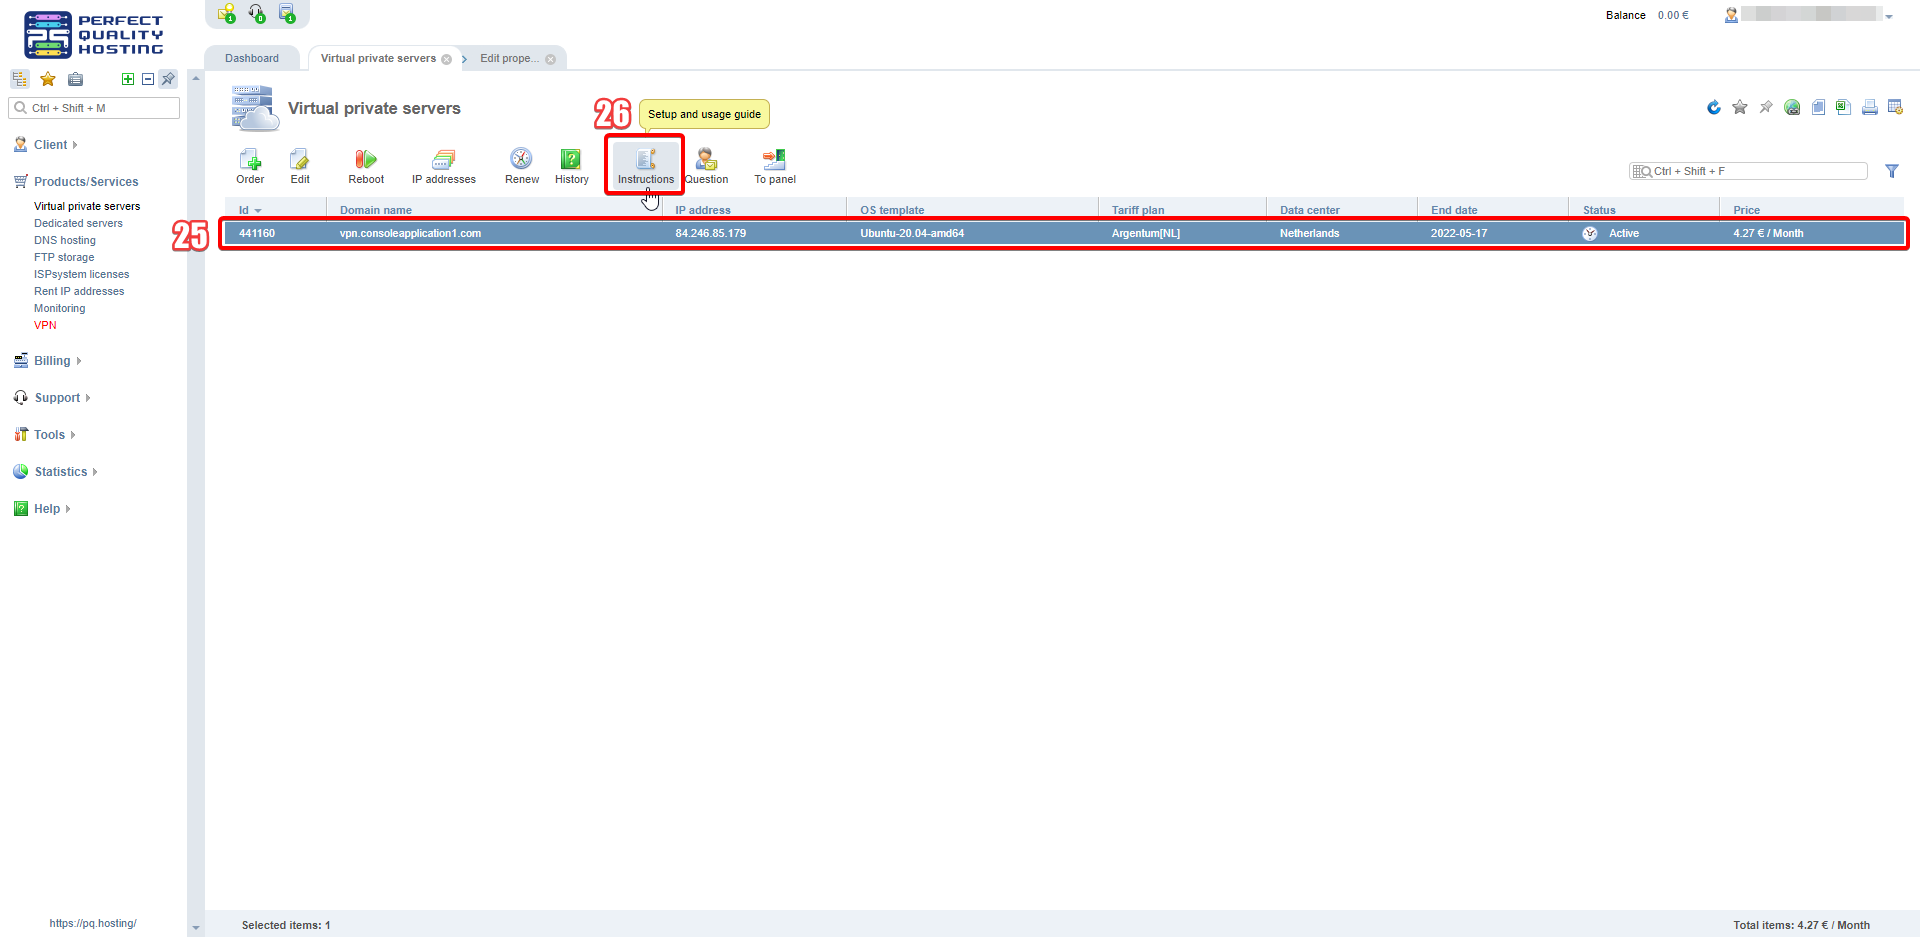 PERFECT
QUALITY
HOSTING
1 0 1
Balance 0.00 €
Dashboard Virtual private servers Edit prope...
Ctrl + Shift + M
Virtual private servers
26
Setup and usage guide
Order Edit Reboot IP addresses Renew History Instructions Question To panel
Ctrl + Shift + F
Client
Products/Services
Virtual private servers
Dedicated servers
DNS hosting
FTP storage
ISPsystem licenses
Rent IP addresses
Monitoring
VPN
Billing
Support
Tools
Statistics
Help
Id Domain name IP address OS template Tariff plan Data center End date Status Price
25
441160 vpn.consoleapplication1.com 84.246.85.179 Ubuntu-20.04-amd64 Argentum[NL] Netherlands 2022-05-17 Active 4.27 € / Month
https://pq.hosting/
Selected items: 1
Total items: 4.27 € / Month